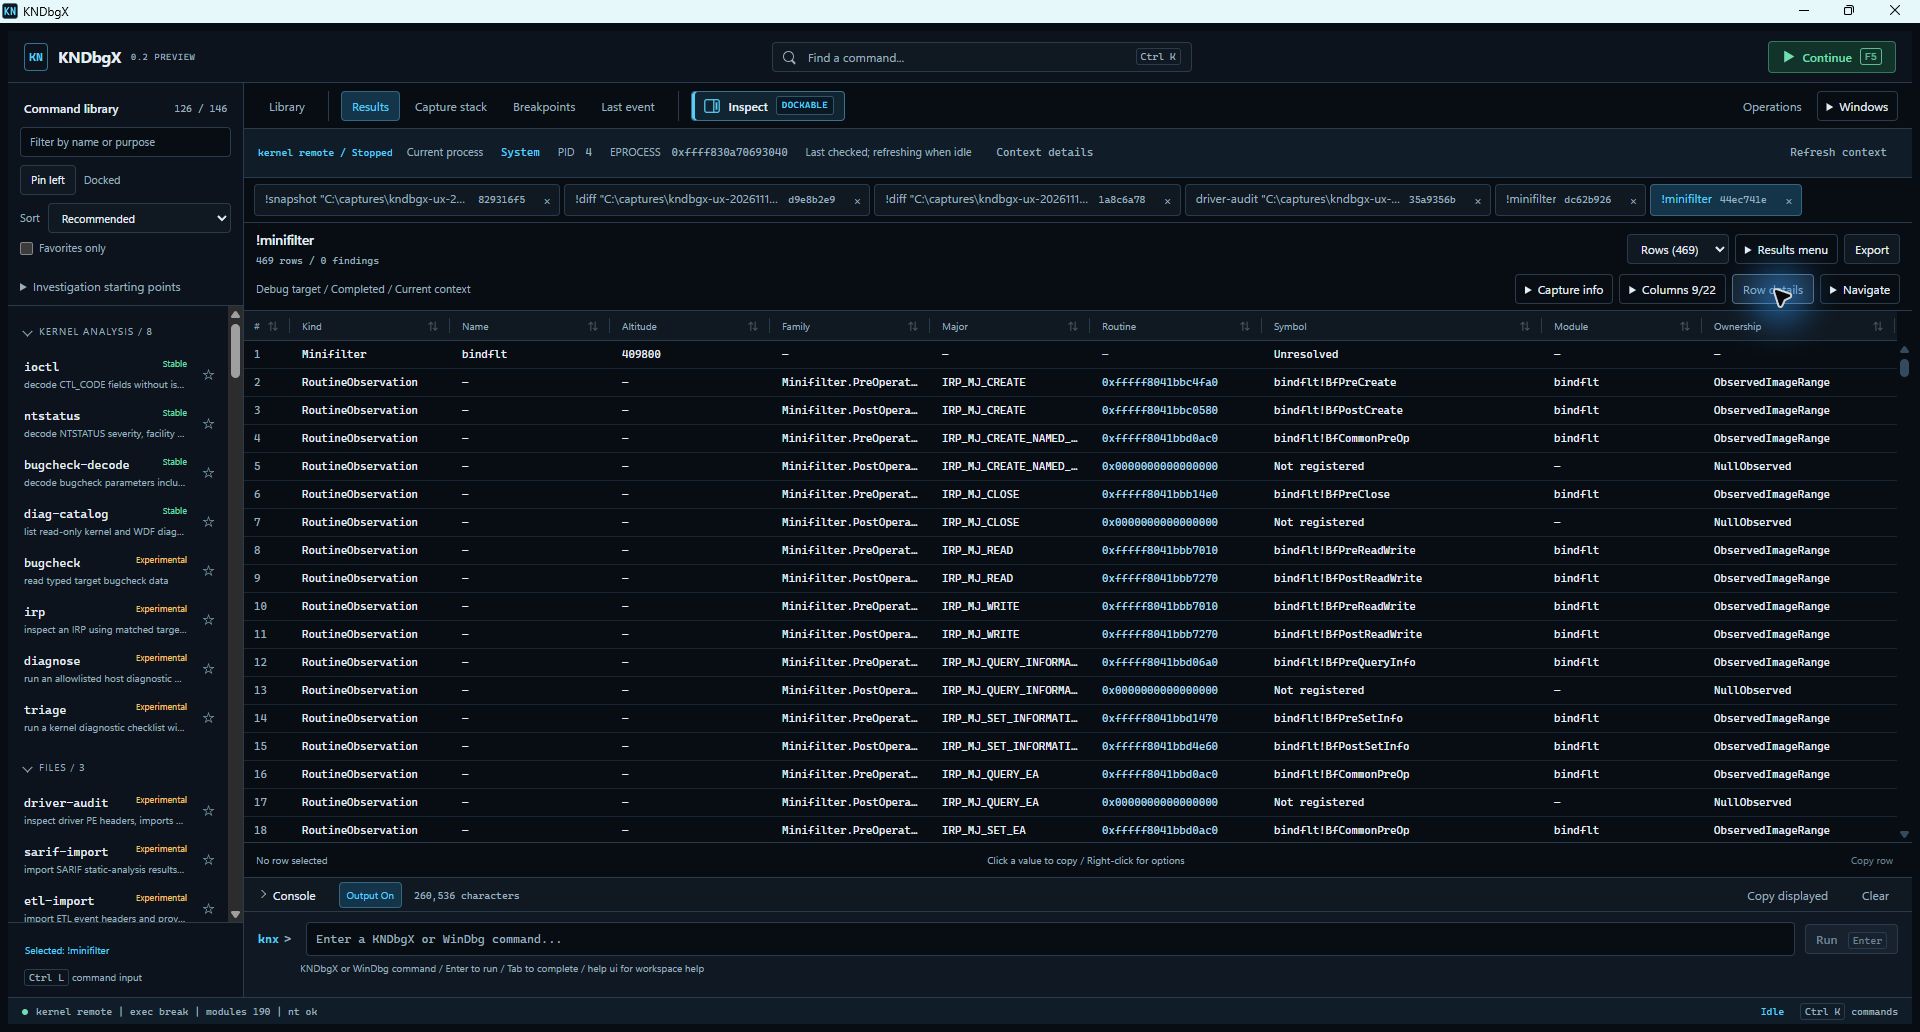 KN KNDbgX
KN KNDbgX 0.2 PREVIEW
Find a command... Ctrl K
Continue F5
Command library 126 / 146
Filter by name or purpose
Pin left Docked
Sort Recommended
Favorites only
Investigation starting points
KERNEL ANALYSIS / 8
ioctl Stable
decode CTL_CODE fields without is...
ntstatus Stable
decode NTSTATUS severity, facility ...
bugcheck-decode Stable
decode bugcheck parameters inclu...
diag-catalog Stable
list read-only kernel and WDF diag...
bugcheck Experimental
read typed target bugcheck data
irp Experimental
inspect an IRP using matched targe...
diagnose Experimental
run an allowlisted host diagnostic ...
triage Experimental
run a kernel diagnostic checklist wi...
FILES / 3
driver-audit Experimental
inspect driver PE headers, imports ...
sarif-import Experimental
import SARIF static-analysis results...
etl-import Experimental
import ETL event headers and prov...
Selected: !minifilter
Ctrl L command input
Library Results Capture stack Breakpoints Last event Inspect DOCKABLE Operations Windows
kernel remote / Stopped Current process System PID 4 EPROCESS 0xffff830a70693040 Last checked; refreshing when idle Context details Refresh context
!snapshot "C:\captures\kndbgx-ux-2... 829316f5 × !diff "C:\captures\kndbgx-ux-2026111... d9e8b2e9 × !diff "C:\captures\kndbgx-ux-2026111... 1a8c6a78 × driver-audit "C:\captures\kndbgx-ux-... 35a9356b × !minifilter dc62b926 × !minifilter 44ec741e ×
!minifilter
469 rows / 0 findings
Rows (469) Results menu Export
Debug target / Completed / Current context
Capture info Columns 9/22 Row details Navigate
# Kind Name Altitude Family Major Routine Symbol Module Ownership
1 Minifilter bindflt 409800 — — — Unresolved — —
2 RoutineObservation — — Minifilter.PreOperat… IRP_MJ_CREATE 0xfffff8041bbc4fa0 bindflt!BfPreCreate bindflt ObservedImageRange
3 RoutineObservation — — Minifilter.PostOpera… IRP_MJ_CREATE 0xfffff8041bbc0580 bindflt!BfPostCreate bindflt ObservedImageRange
4 RoutineObservation — — Minifilter.PreOperat… IRP_MJ_CREATE_NAMED_… 0xfffff8041bbd0ac0 bindflt!BfCommonPreOp bindflt ObservedImageRange
5 RoutineObservation — — Minifilter.PostOpera… IRP_MJ_CREATE_NAMED_… 0x0000000000000000 Not registered — NullObserved
6 RoutineObservation — — Minifilter.PreOperat… IRP_MJ_CLOSE 0xfffff8041bbb14e0 bindflt!BfPreClose bindflt ObservedImageRange
7 RoutineObservation — — Minifilter.PostOpera… IRP_MJ_CLOSE 0x0000000000000000 Not registered — NullObserved
8 RoutineObservation — — Minifilter.PreOperat… IRP_MJ_READ 0xfffff8041bbb7010 bindflt!BfPreReadWrite bindflt ObservedImageRange
9 RoutineObservation — — Minifilter.PostOpera… IRP_MJ_READ 0xfffff8041bbb7270 bindflt!BfPostReadWrite bindflt ObservedImageRange
10 RoutineObservation — — Minifilter.PreOperat… IRP_MJ_WRITE 0xfffff8041bbb7010 bindflt!BfPreReadWrite bindflt ObservedImageRange
11 RoutineObservation — — Minifilter.PostOpera… IRP_MJ_WRITE 0xfffff8041bbb7270 bindflt!BfPostReadWrite bindflt ObservedImageRange
12 RoutineObservation — — Minifilter.PreOperat… IRP_MJ_QUERY_INFORMA… 0xfffff8041bbd06a0 bindflt!BfPreQueryInfo bindflt ObservedImageRange
13 RoutineObservation — — Minifilter.PostOpera… IRP_MJ_QUERY_INFORMA… 0x0000000000000000 Not registered — NullObserved
14 RoutineObservation — — Minifilter.PreOperat… IRP_MJ_SET_INFORMATI… 0xfffff8041bbd1470 bindflt!BfPreSetInfo bindflt ObservedImageRange
15 RoutineObservation — — Minifilter.PostOpera… IRP_MJ_SET_INFORMATI… 0xfffff8041bbd4e60 bindflt!BfPostSetInfo bindflt ObservedImageRange
16 RoutineObservation — — Minifilter.PreOperat… IRP_MJ_QUERY_EA 0xfffff8041bbd0ac0 bindflt!BfCommonPreOp bindflt ObservedImageRange
17 RoutineObservation — — Minifilter.PostOpera… IRP_MJ_QUERY_EA 0x0000000000000000 Not registered — NullObserved
18 RoutineObservation — — Minifilter.PreOperat… IRP_MJ_SET_EA 0xfffff8041bbd0ac0 bindflt!BfCommonPreOp bindflt ObservedImageRange
No row selected Click a value to copy / Right-click for options Copy row
Console Output On 260,536 characters Copy displayed Clear
knx > Enter a KNDbgX or WinDbg command... Run Enter
KNDbgX or WinDbg command / Enter to run / Tab to complete / help ui for workspace help
kernel remote | exec break | modules 190 | nt ok Idle Ctrl K commands